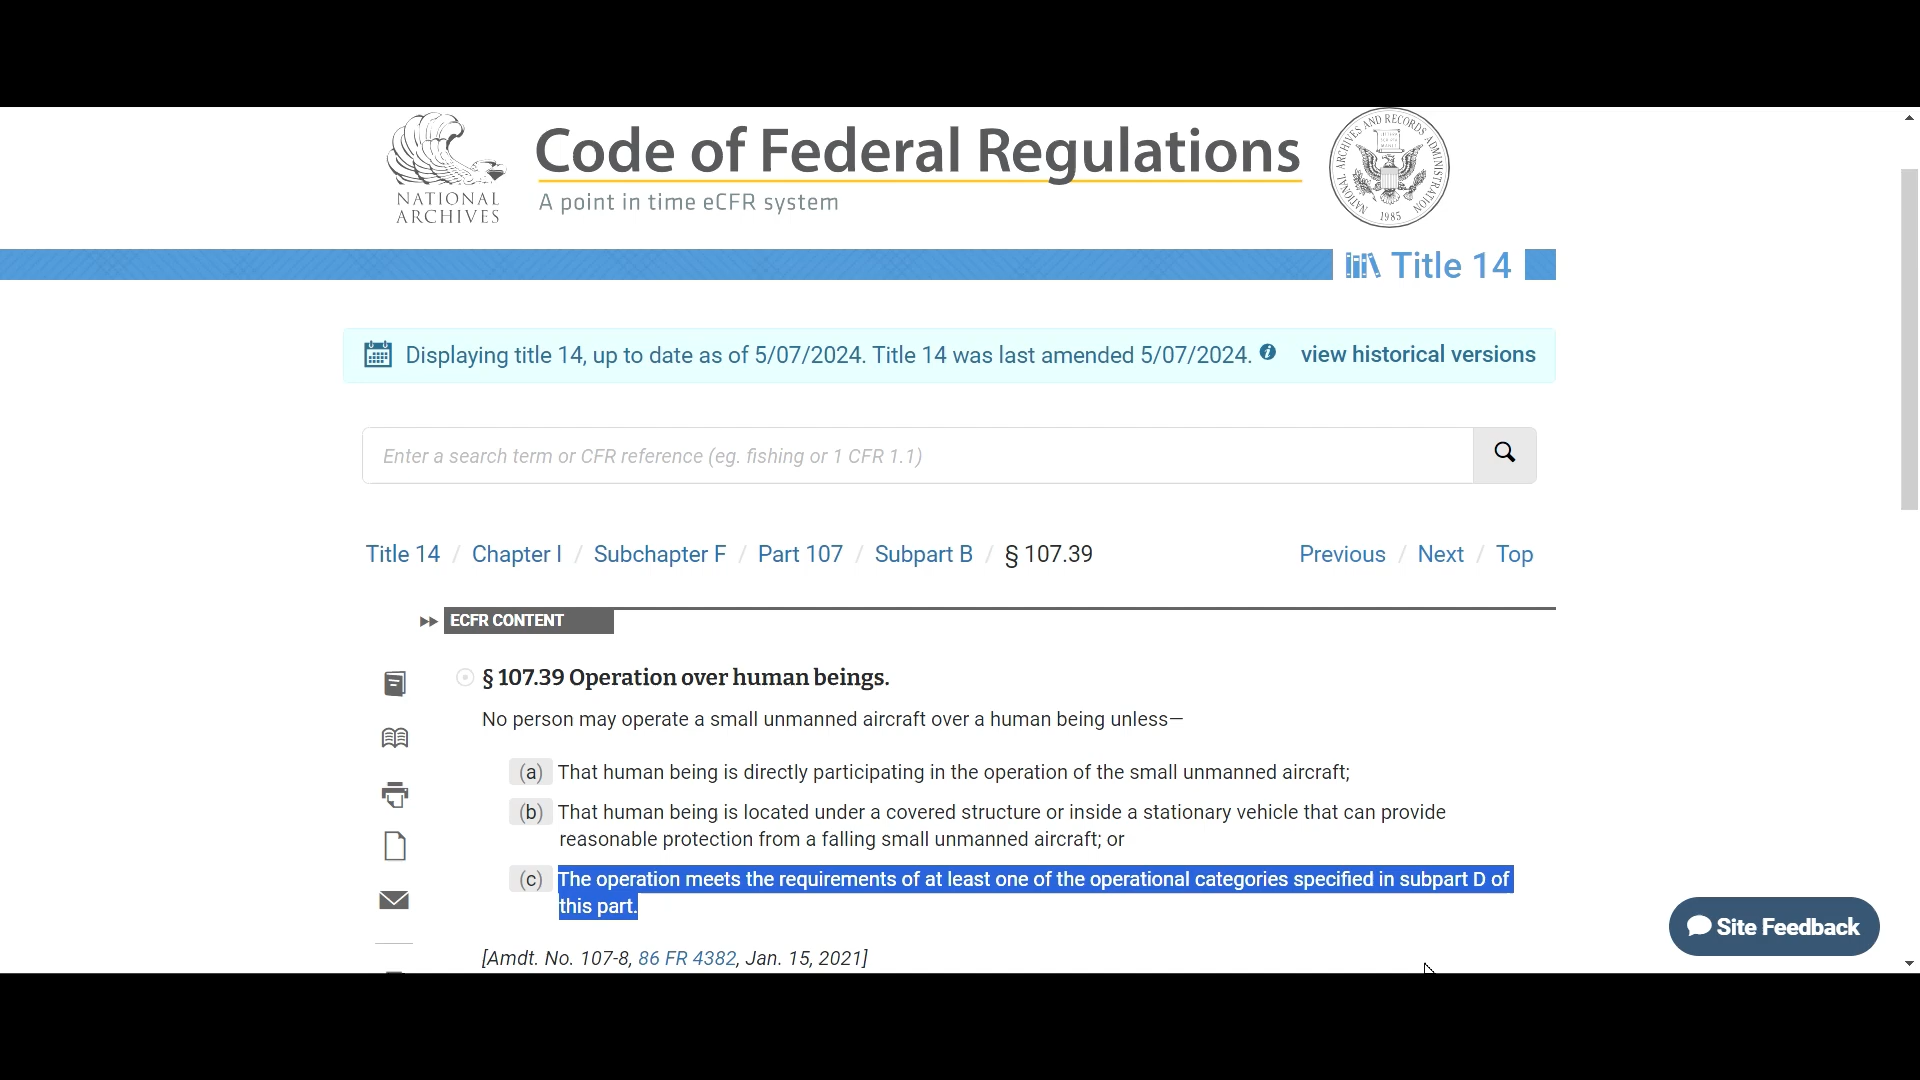 NATIONAL
ARCHIVES
Code of Federal Regulations
A point in time eCFR system
NATIONAL ARCHIVES AND RECORDS ADMINISTRATION
1985
Title 14
Displaying title 14, up to date as of 5/07/2024. Title 14 was last amended 5/07/2024. view historical versions
Enter a search term or CFR reference (eg. fishing or 1 CFR 1.1)
Title 14 / Chapter I / Subchapter F / Part 107 / Subpart B / § 107.39 Previous / Next / Top
ECFR CONTENT
§ 107.39 Operation over human beings.
No person may operate a small unmanned aircraft over a human being unless—
(a) That human being is directly participating in the operation of the small unmanned aircraft;
(b) That human being is located under a covered structure or inside a stationary vehicle that can provide
reasonable protection from a falling small unmanned aircraft; or
(c) The operation meets the requirements of at least one of the operational categories specified in subpart D of
this part.
Site Feedback
[Amdt. No. 107-8, 86 FR 4382, Jan. 15, 2021]